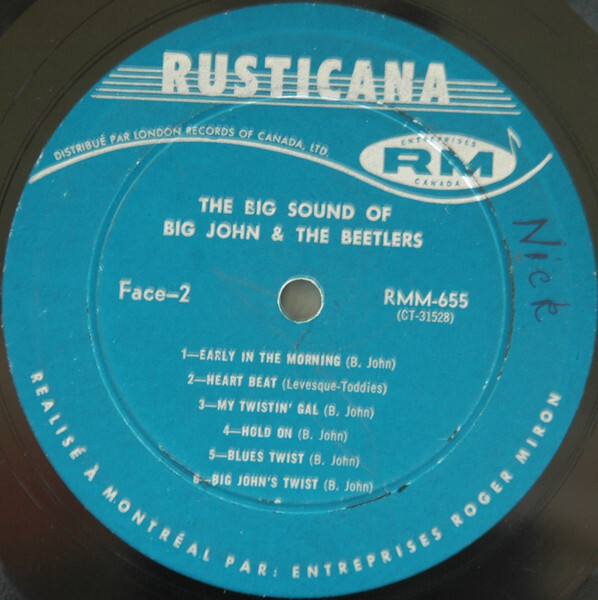 RUSTICANA
DISTRIBUÉ PAR LONDON RECORDS OF CANADA, LTD.
ENTREPRISES
RM
CANADA
THE BIG SOUND OF
BIG JOHN & THE BEETLERS
Nick
Face–2
RMM-655
(CT-31528)
1—EARLY IN THE MORNING (B. John)
2—HEART BEAT (Levesque-Toddies)
3—MY TWISTIN' GAL (B. John)
4—HOLD ON (B. John)
5—BLUES TWIST (B. John)
6—BIG JOHN'S TWIST (B. John)
REALISÉ À MONTRÉAL PAR: ENTREPRISES ROGER MIRON